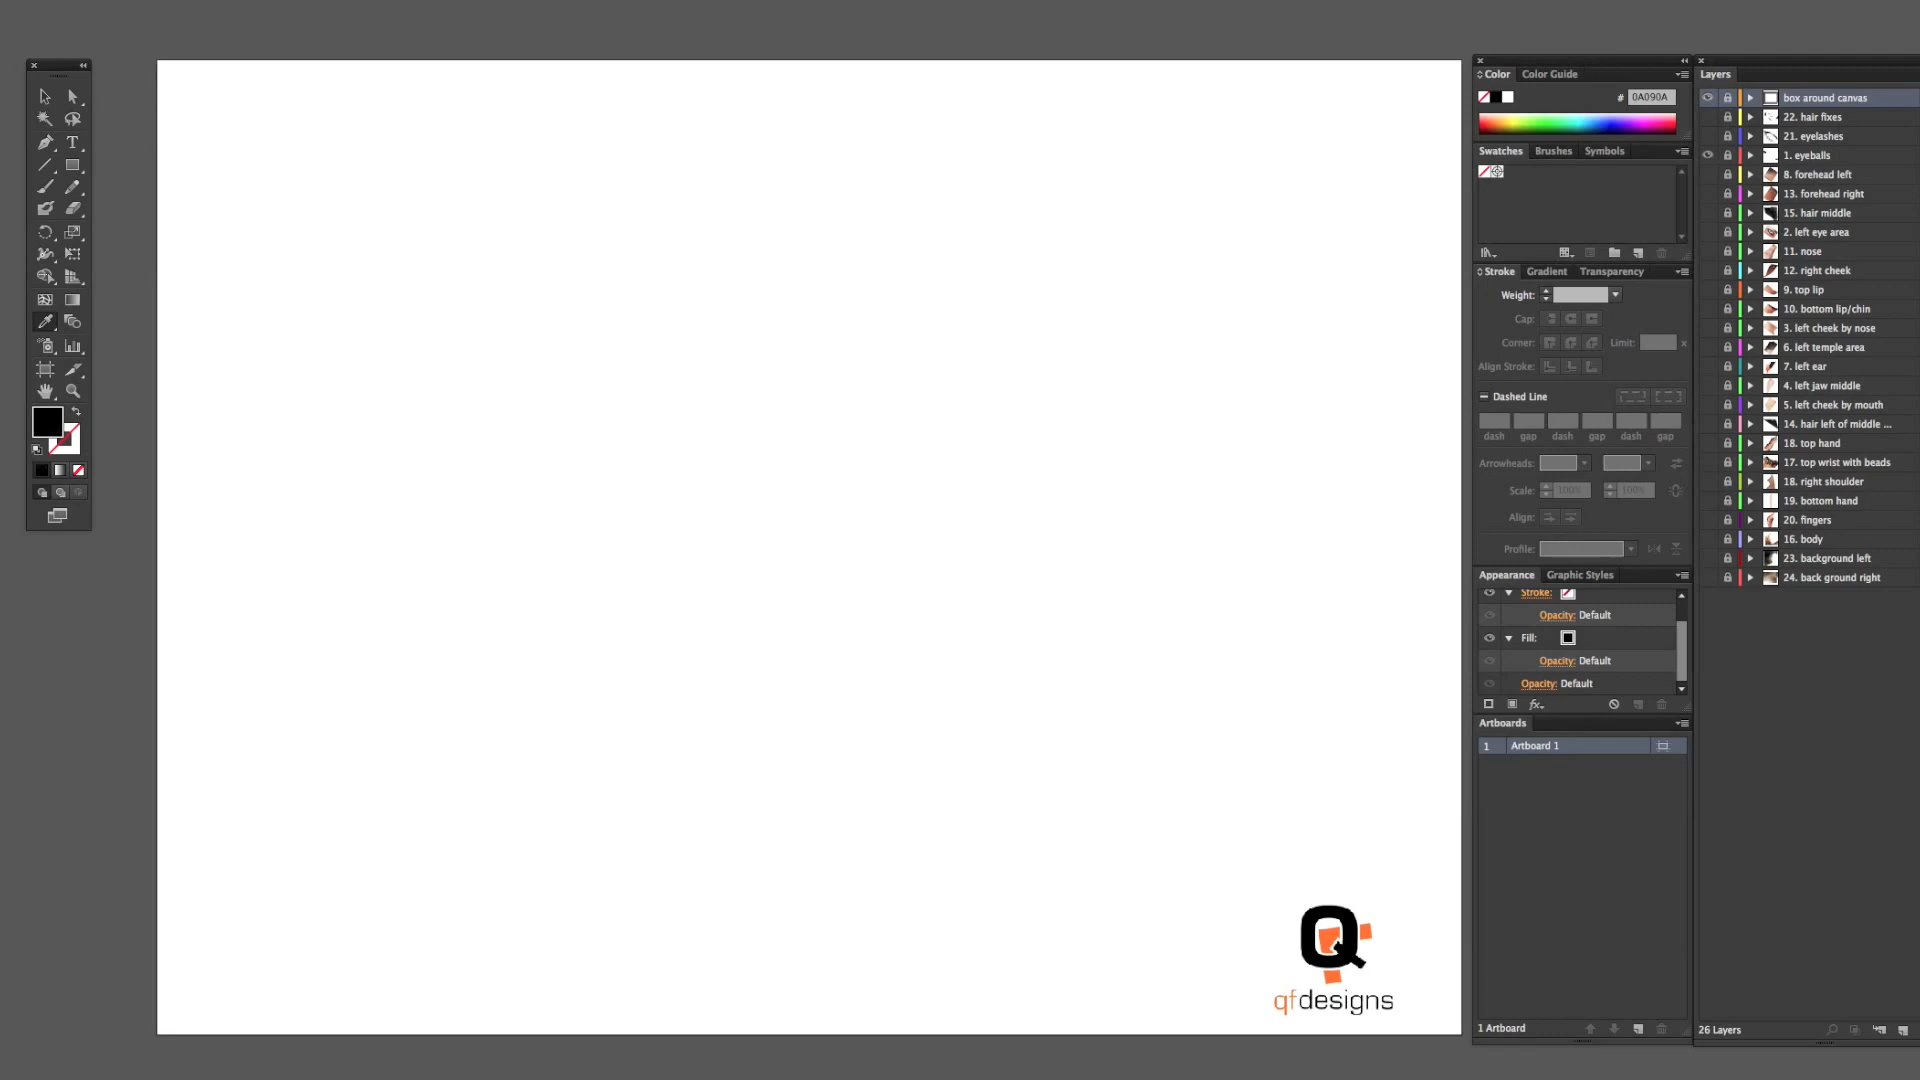 Color Color Guide
# 0A090A
Swatches Brushes Symbols
Stroke Gradient Transparency
Weight:
Cap:
Corner: Limit: x
Align Stroke:
Dashed Line
dash gap dash gap dash gap
Arrowheads:
Scale: 100% 100%
Align:
Profile:
Appearance Graphic Styles
Stroke:
Opacity: Default
Fill:
Opacity: Default
Opacity: Default
fx
Artboards
1 Artboard 1
1 Artboard
Layers
box around canvas
22. hair fixes
21. eyelashes
1. eyeballs
8. forehead left
13. forehead right
15. hair middle
2. left eye area
11. nose
12. right cheek
9. top lip
10. bottom lip/chin
3. left cheek by nose
6. left temple area
7. left ear
4. left jaw middle
5. left cheek by mouth
14. hair left of middle ...
18. top hand
17. top wrist with beads
18. right shoulder
19. bottom hand
20. fingers
16. body
23. background left
24. back ground right
26 Layers
Q
qfdesigns